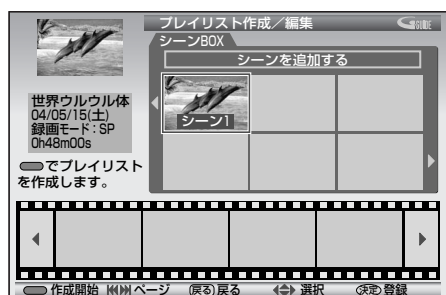 プレイリスト作成／編集
GGUIDE
シーンBOX
シーンを追加する
シーン1
世界ウルウル体
04/05/15(土)
録画モード：SP
0h48m00s
でプレイリスト
を作成します。
作成開始 ページ 戻る 戻る 選択 決定 登録